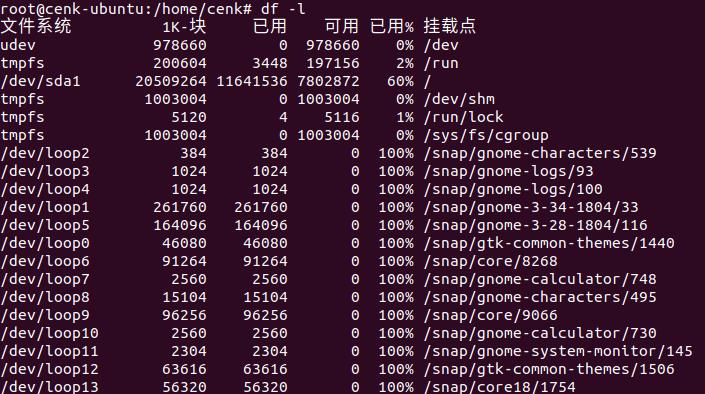 root@cenk-ubuntu:/home/cenk# df -l
文件系统 1K-块 已用 可用 已用% 挂载点
udev 978660 0 978660 0% /dev
tmpfs 200604 3448 197156 2% /run
/dev/sda1 20509264 11641536 7802872 60% /
tmpfs 1003004 0 1003004 0% /dev/shm
tmpfs 5120 4 5116 1% /run/lock
tmpfs 1003004 0 1003004 0% /sys/fs/cgroup
/dev/loop2 384 384 0 100% /snap/gnome-characters/539
/dev/loop3 1024 1024 0 100% /snap/gnome-logs/93
/dev/loop4 1024 1024 0 100% /snap/gnome-logs/100
/dev/loop1 261760 261760 0 100% /snap/gnome-3-34-1804/33
/dev/loop5 164096 164096 0 100% /snap/gnome-3-28-1804/116
/dev/loop0 46080 46080 0 100% /snap/gtk-common-themes/1440
/dev/loop6 91264 91264 0 100% /snap/core/8268
/dev/loop7 2560 2560 0 100% /snap/gnome-calculator/748
/dev/loop8 15104 15104 0 100% /snap/gnome-characters/495
/dev/loop9 96256 96256 0 100% /snap/core/9066
/dev/loop10 2560 2560 0 100% /snap/gnome-calculator/730
/dev/loop11 2304 2304 0 100% /snap/gnome-system-monitor/145
/dev/loop12 63616 63616 0 100% /snap/gtk-common-themes/1506
/dev/loop13 56320 56320 0 100% /snap/core18/1754